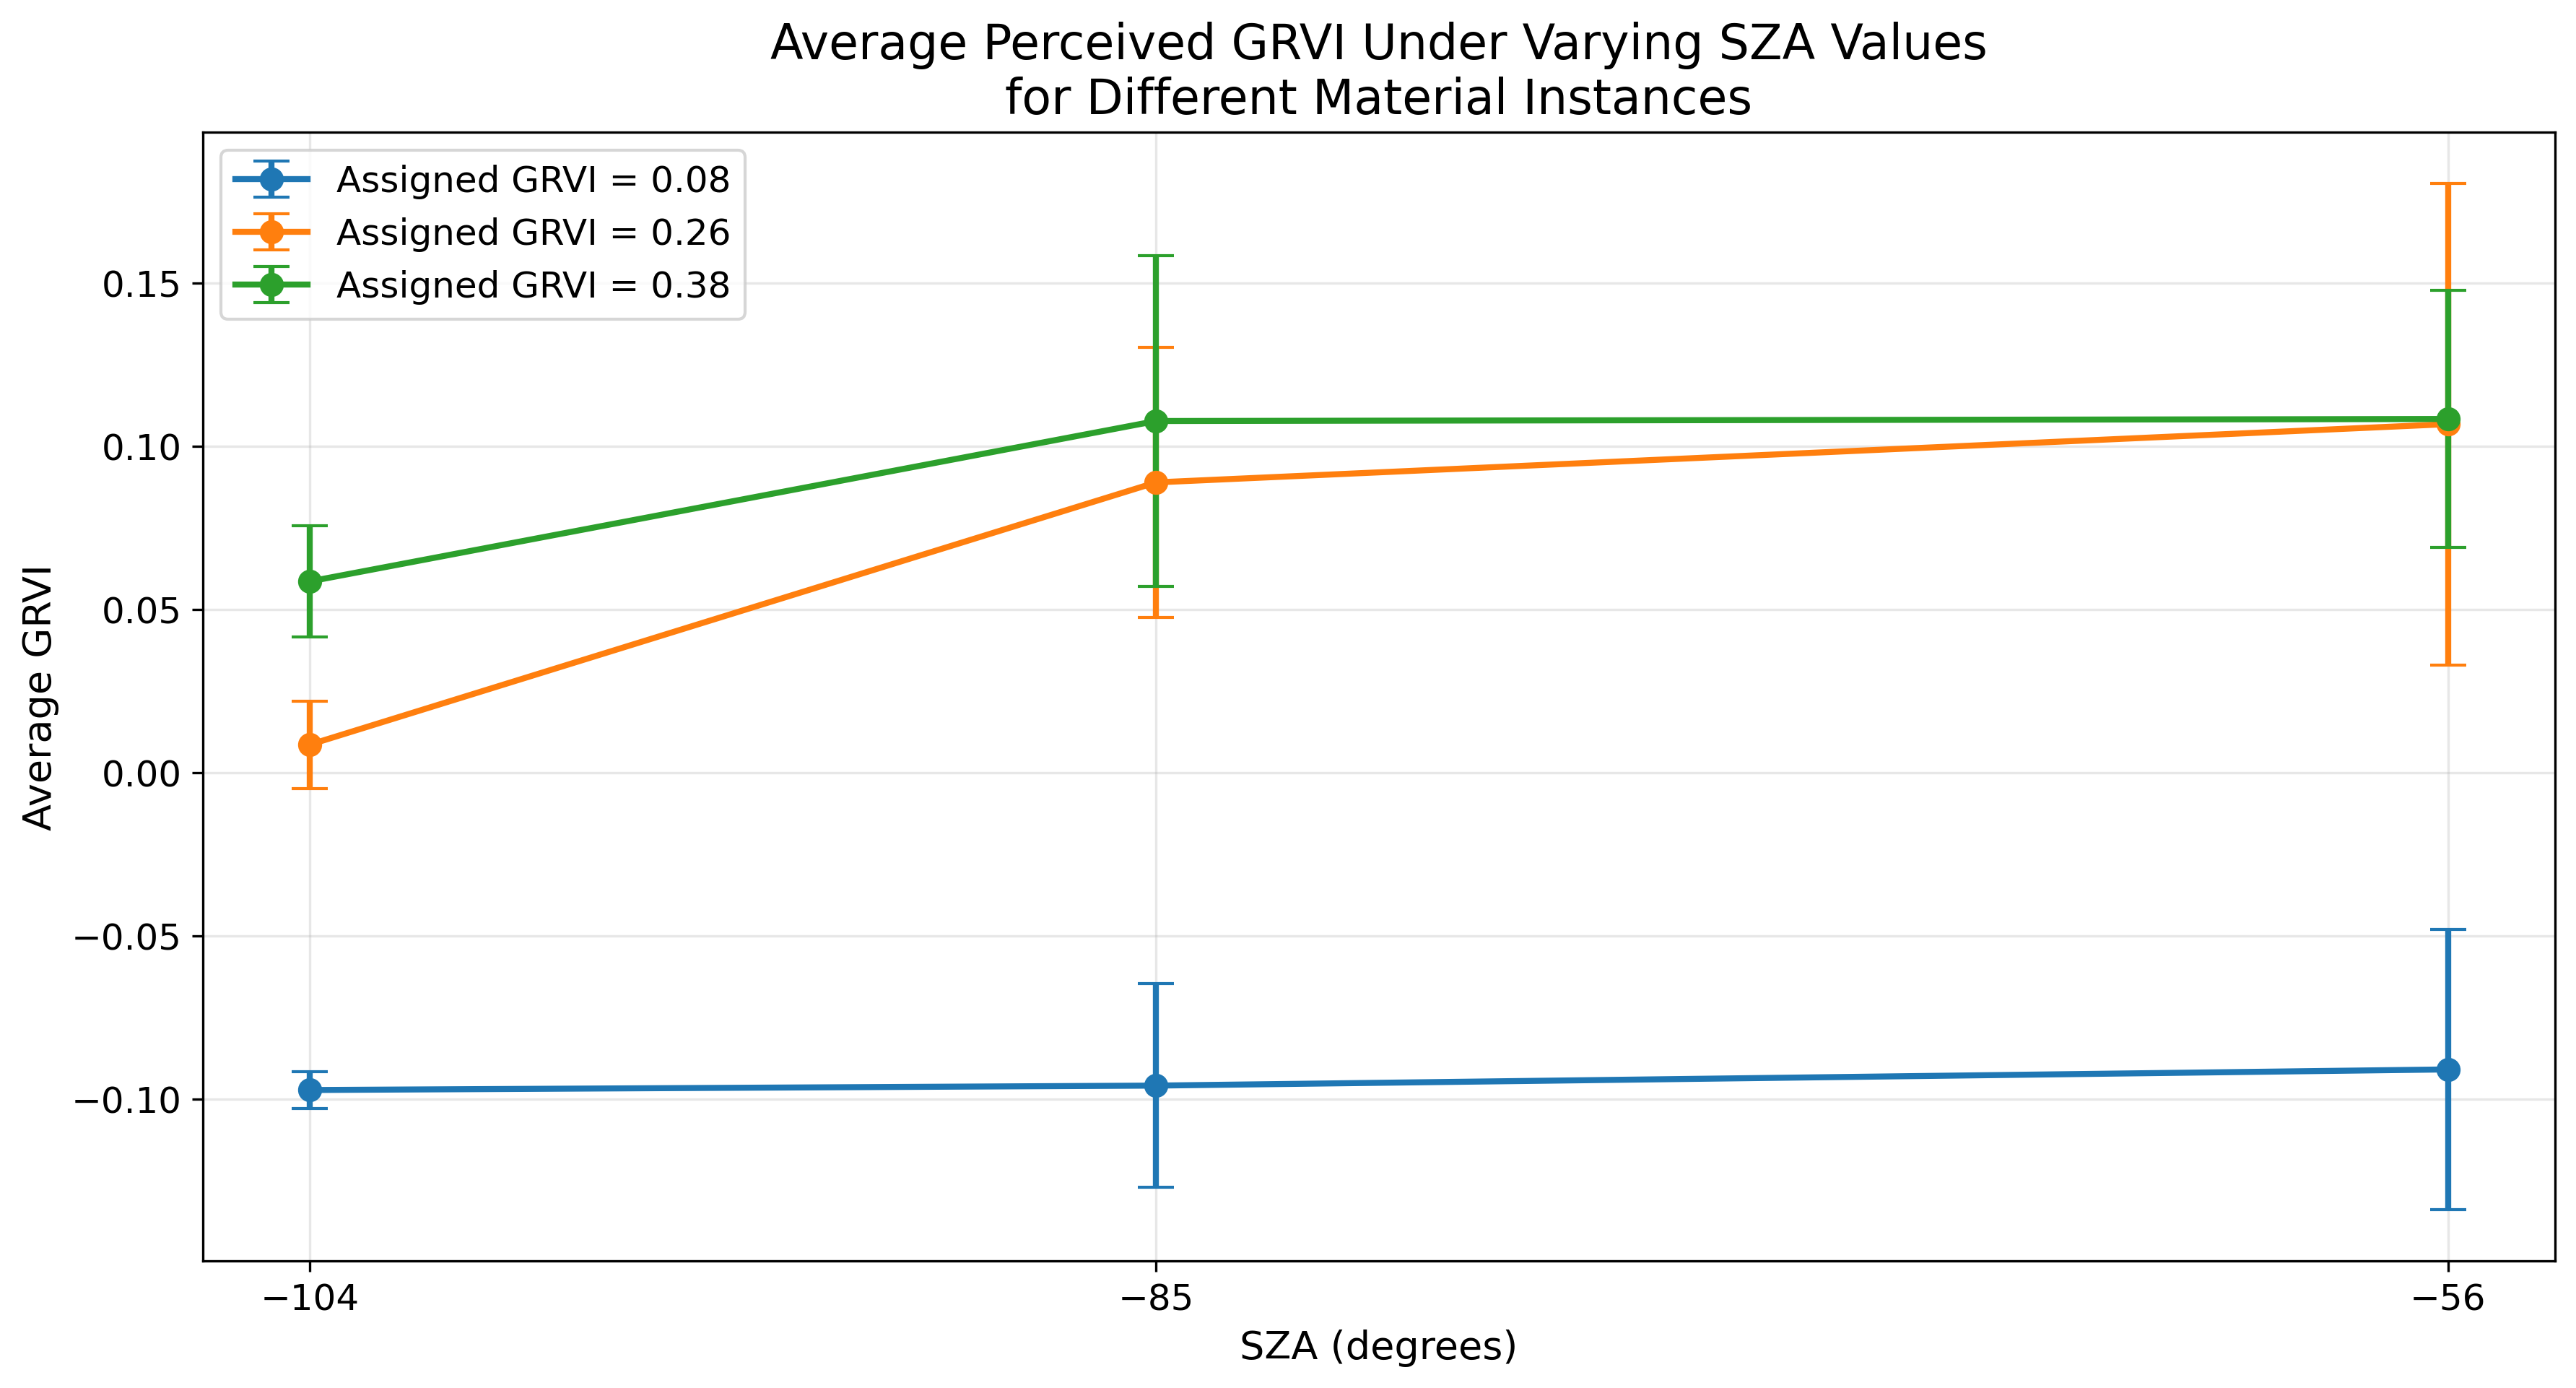 Average Perceived GRVI Under Varying SZA Values
for Different Material Instances
Assigned GRVI = 0.08
Assigned GRVI = 0.26
Assigned GRVI = 0.38
Average GRVI
0.15
0.10
0.05
0.00
−0.05
−0.10
−104
−85
−56
SZA (degrees)